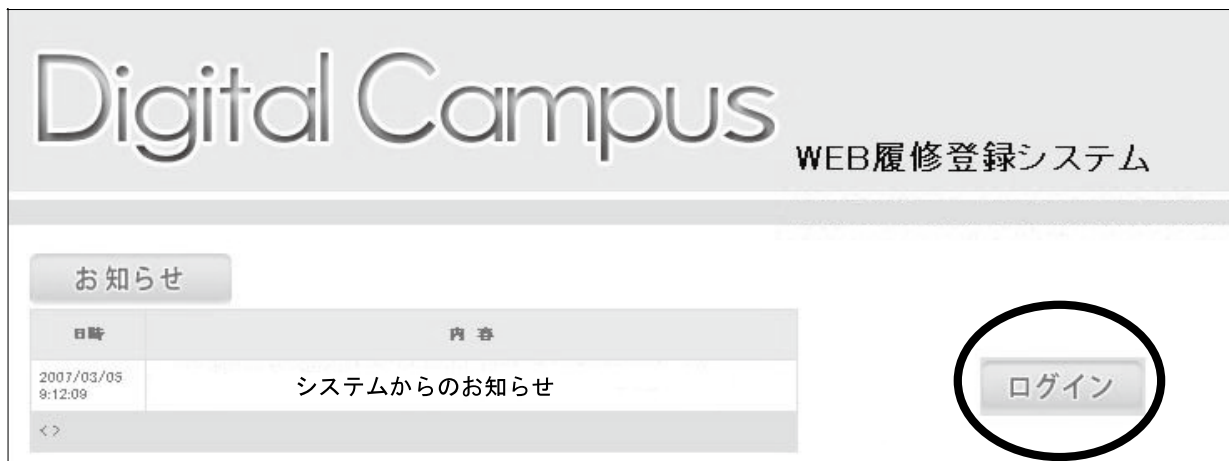 Digital Campus
WEB履修登録システム
お知らせ
日時 内容
2007/03/05
9:12:09
システムからのお知らせ
<>
ログイン